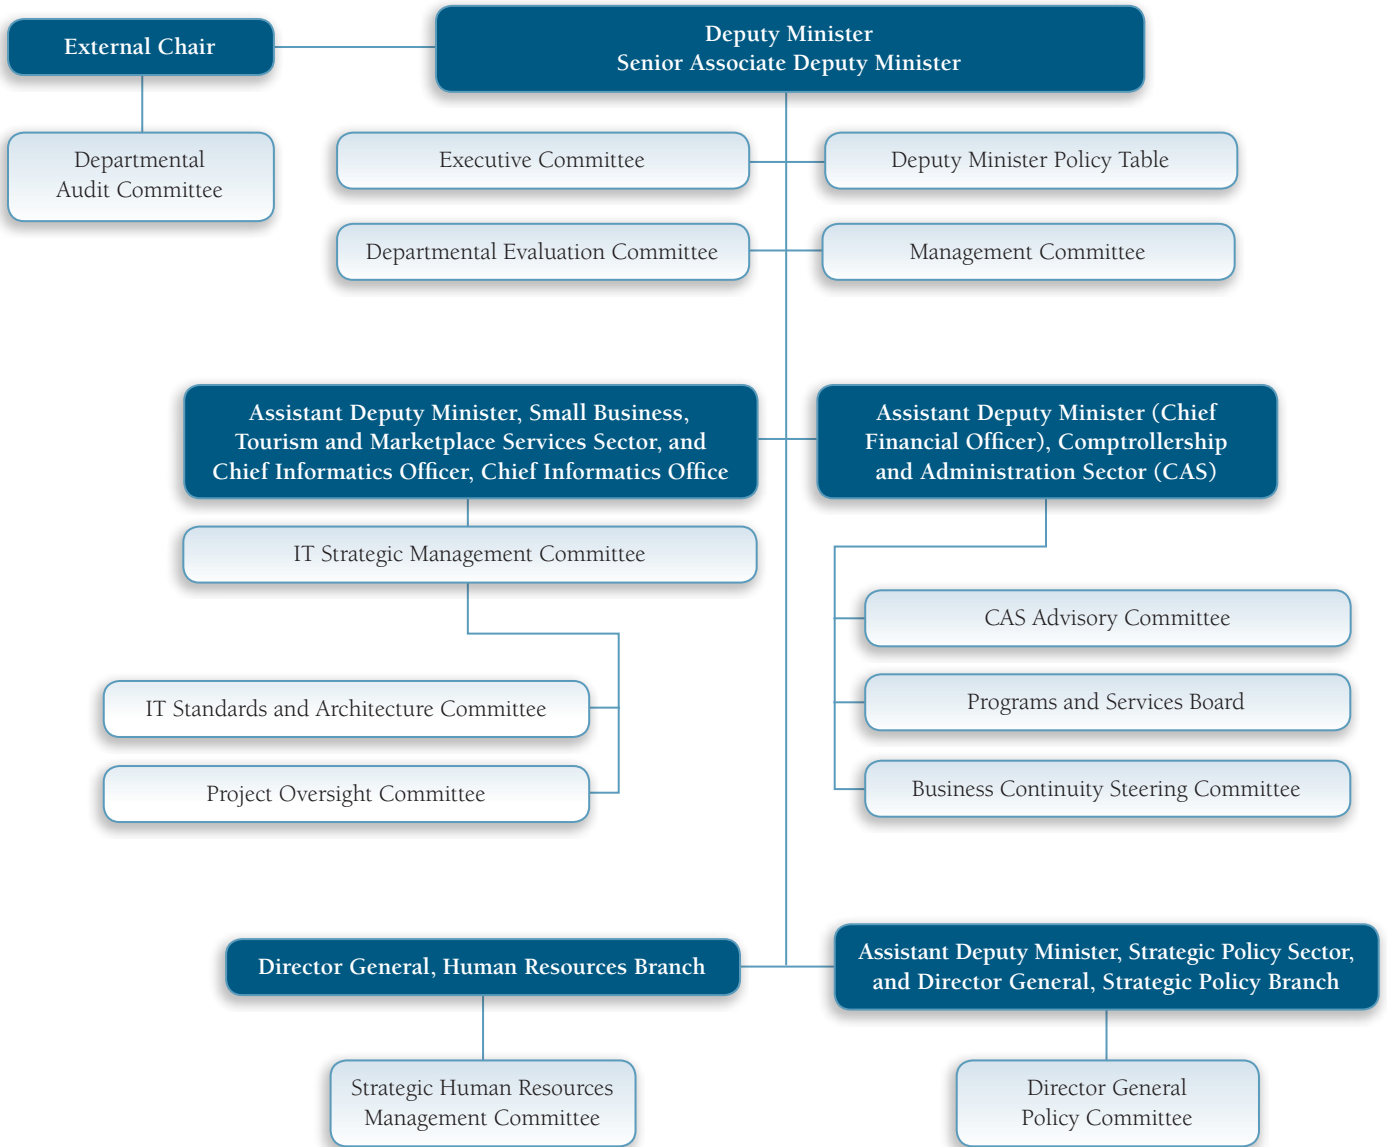 External Chair
Deputy Minister
Senior Associate Deputy Minister
Departmental
Audit Committee
Executive Committee
Deputy Minister Policy Table
Departmental Evaluation Committee
Management Committee
Assistant Deputy Minister, Small Business,
Tourism and Marketplace Services Sector, and
Chief Informatics Officer, Chief Informatics Office
Assistant Deputy Minister (Chief
Financial Officer), Comptrollership
and Administration Sector (CAS)
IT Strategic Management Committee
CAS Advisory Committee
IT Standards and Architecture Committee
Programs and Services Board
Project Oversight Committee
Business Continuity Steering Committee
Director General, Human Resources Branch
Assistant Deputy Minister, Strategic Policy Sector,
and Director General, Strategic Policy Branch
Strategic Human Resources
Management Committee
Director General
Policy Committee